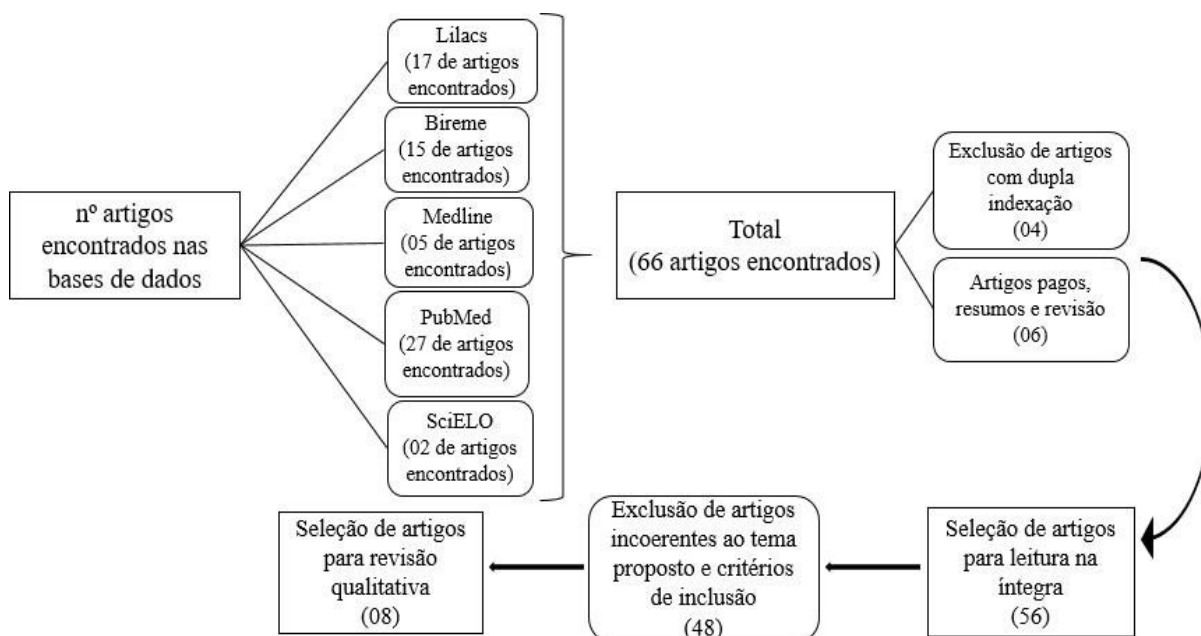 nº artigos
encontrados nas
bases de dados
Lilacs
(17 de artigos
encontrados)
Bireme
(15 de artigos
encontrados)
Medline
(05 de artigos
encontrados)
PubMed
(27 de artigos
encontrados)
SciELO
(02 de artigos
encontrados)
Total
(66 artigos encontrados)
Exclusão de artigos
com dupla
indexação
(04)
Artigos pagos,
resumos e revisão
(06)
Seleção de artigos
para leitura na
íntegra
(56)
Exclusão de artigos
incoerentes ao tema
proposto e critérios
de inclusão
(48)
Seleção de artigos
para revisão
qualitativa
(08)